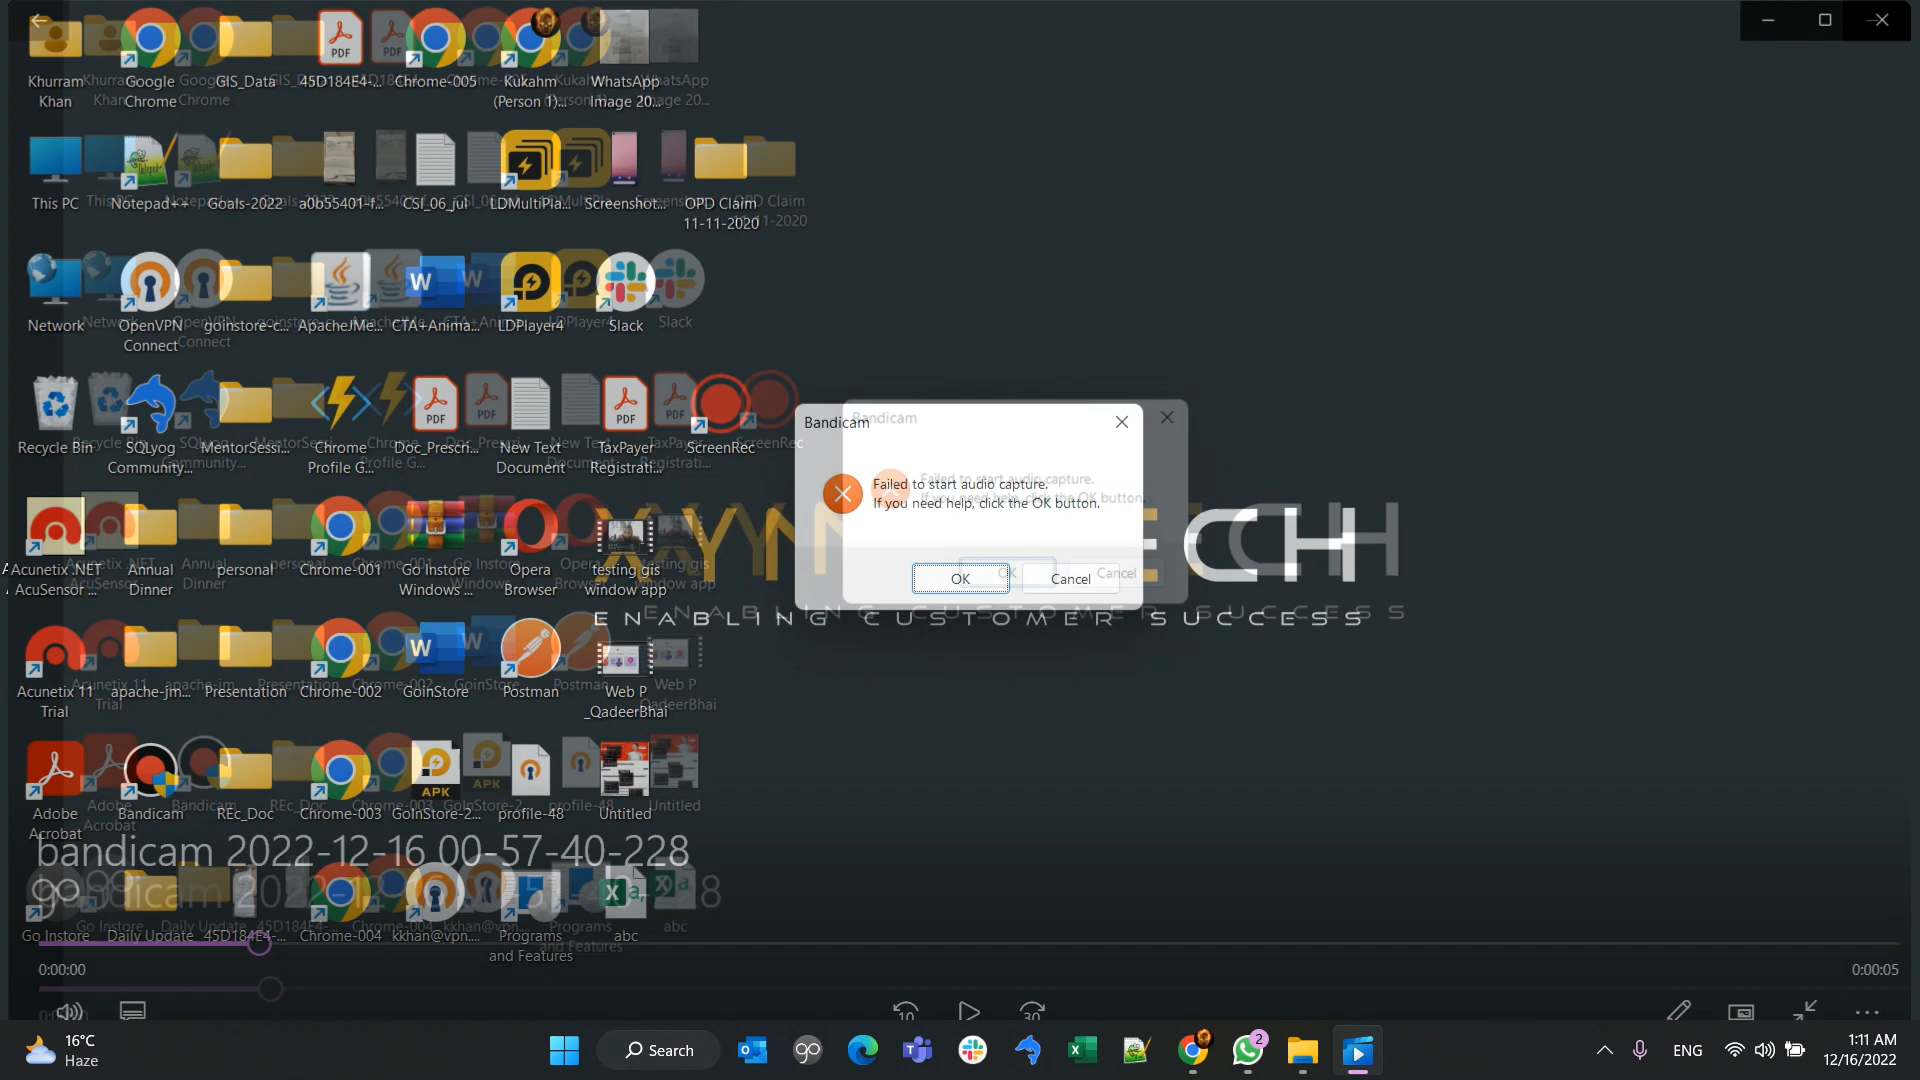 Khurram
Khan
Google
Chrome
GIS_Data
45D184E4-...
Chrome-005
Kukahm
(Person 1)...
WhatsApp
Image 20...
This PC
Notepad++
Goals-2022
a0b55401-f...
CSI_06_jul
LDMultiPla...
Screenshot...
OPD Claim
11-11-2020
Network
OpenVPN
Connect
goinstore-c...
ApacheJMe...
CTA+Anima...
LDPlayer4
Slack
Recycle Bin
SQLyog
Community...
MentorSessi...
Chrome
Profile G...
Doc_Prescri...
New Text
Document
TaxPayer
Registrati...
ScreenRec
Bandicam
Failed to start audio capture.
If you need help, click the OK button.
OK
Cancel
ENABLING CUSTOMER SUCCESS
Acunetix .NET
AcuSensor ...
Annual
Dinner
personal
Chrome-001
Go Instore
Windows ...
Opera
Browser
testing gis
window app
Acunetix 11
Trial
apache-jm...
Presentation
Chrome-002
GoinStore
Postman
Web P
_QadeerBhai
Adobe
Acrobat
Bandicam
REc_Doc
Chrome-003
GoInStore-2...
profile-48
Untitled
bandicam 2022-12-16 00-57-40-228
Go Instore
Daily Update
45D184E4-...
Chrome-004
kkhan@vpn....
Programs
and Features
abc
0:00:00
0:00:05
10
30
16°C
Haze
Search
2
ENG
1:11 AM
12/16/2022